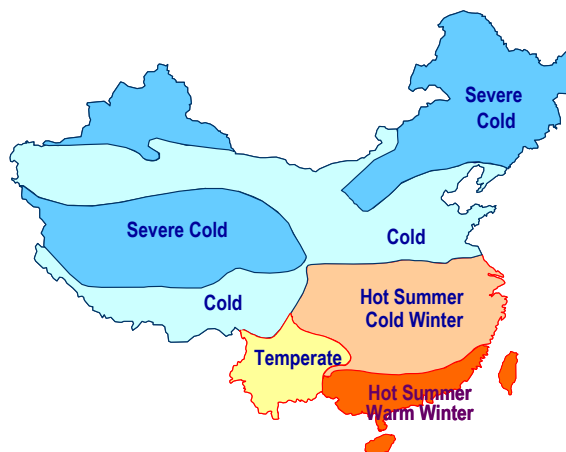 Severe
Cold
Severe Cold
Cold
Cold
Hot Summer
Cold Winter
Temperate
Hot Summer
Warm Winter